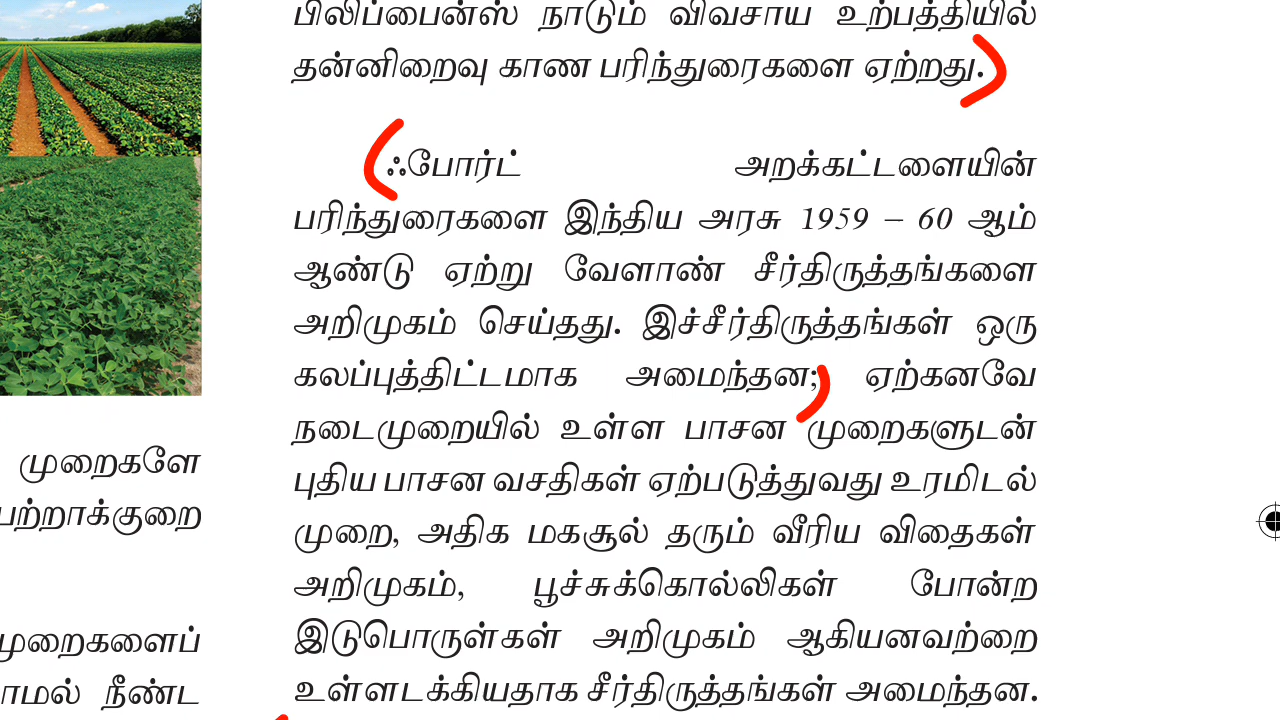 முறைகளே
பற்றாக்குறை
முறைகளைப்
ாமல் நீண்ட
பிலிப்பைன்ஸ் நாடும் விவசாய உற்பத்தியில்
தன்னிறைவு காண பரிந்துரைகளை ஏற்றது.
ஃபோர்ட் அறக்கட்டளையின்
பரிந்துரைகளை இந்திய அரசு 1959 – 60 ஆம்
ஆண்டு ஏற்று வேளாண் சீர்திருத்தங்களை
அறிமுகம் செய்தது. இச்சீர்திருத்தங்கள் ஒரு
கலப்புத்திட்டமாக அமைந்தன; ஏற்கனவே
நடைமுறையில் உள்ள பாசன முறைகளுடன்
புதிய பாசன வசதிகள் ஏற்படுத்துவது உரமிடல்
முறை, அதிக மகசூல் தரும் வீரிய விதைகள்
அறிமுகம், பூச்சுக்கொல்லிகள் போன்ற
இடுபொருள்கள் அறிமுகம் ஆகியனவற்றை
உள்ளடக்கியதாக சீர்திருத்தங்கள் அமைந்தன.